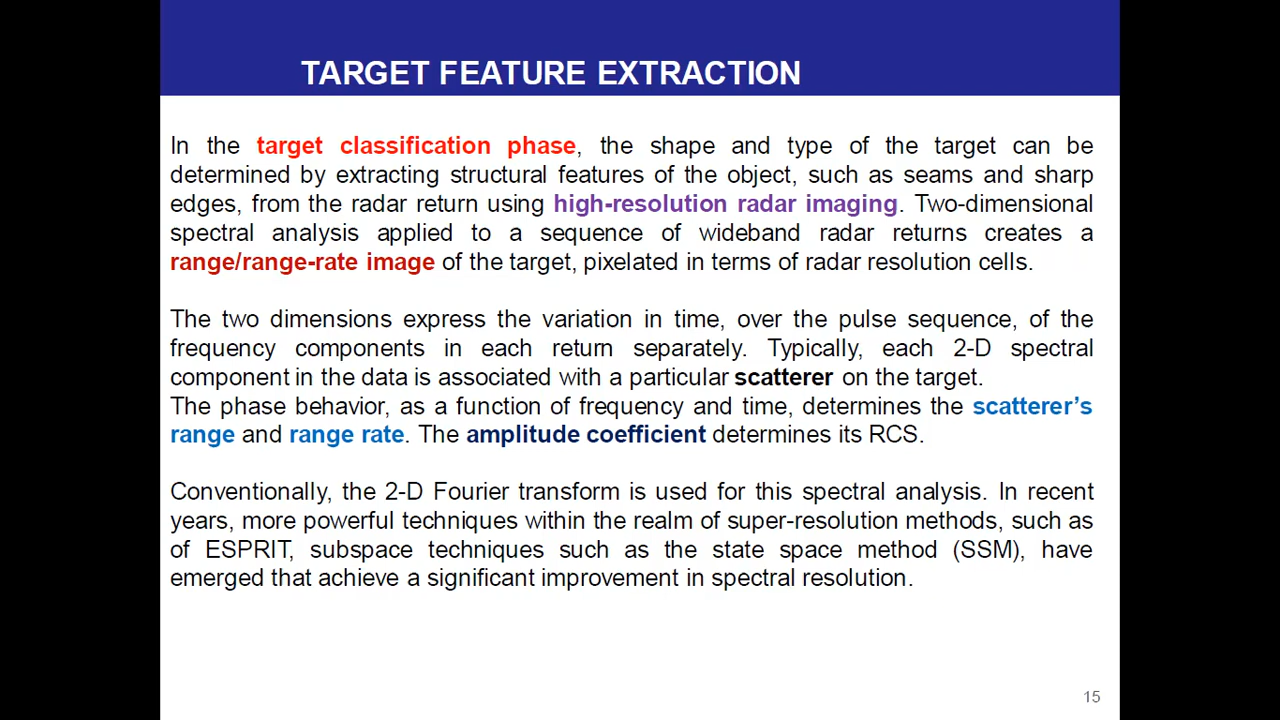 TARGET FEATURE EXTRACTION
In the target classification phase, the shape and type of the target can be
determined by extracting structural features of the object, such as seams and sharp
edges, from the radar return using high-resolution radar imaging. Two-dimensional
spectral analysis applied to a sequence of wideband radar returns creates a
range/range-rate image of the target, pixelated in terms of radar resolution cells.
The two dimensions express the variation in time, over the pulse sequence, of the
frequency components in each return separately. Typically, each 2-D spectral
component in the data is associated with a particular scatterer on the target.
The phase behavior, as a function of frequency and time, determines the scatterer’s
range and range rate. The amplitude coefficient determines its RCS.
Conventionally, the 2-D Fourier transform is used for this spectral analysis. In recent
years, more powerful techniques within the realm of super-resolution methods, such as
of ESPRIT, subspace techniques such as the state space method (SSM), have
emerged that achieve a significant improvement in spectral resolution.
15